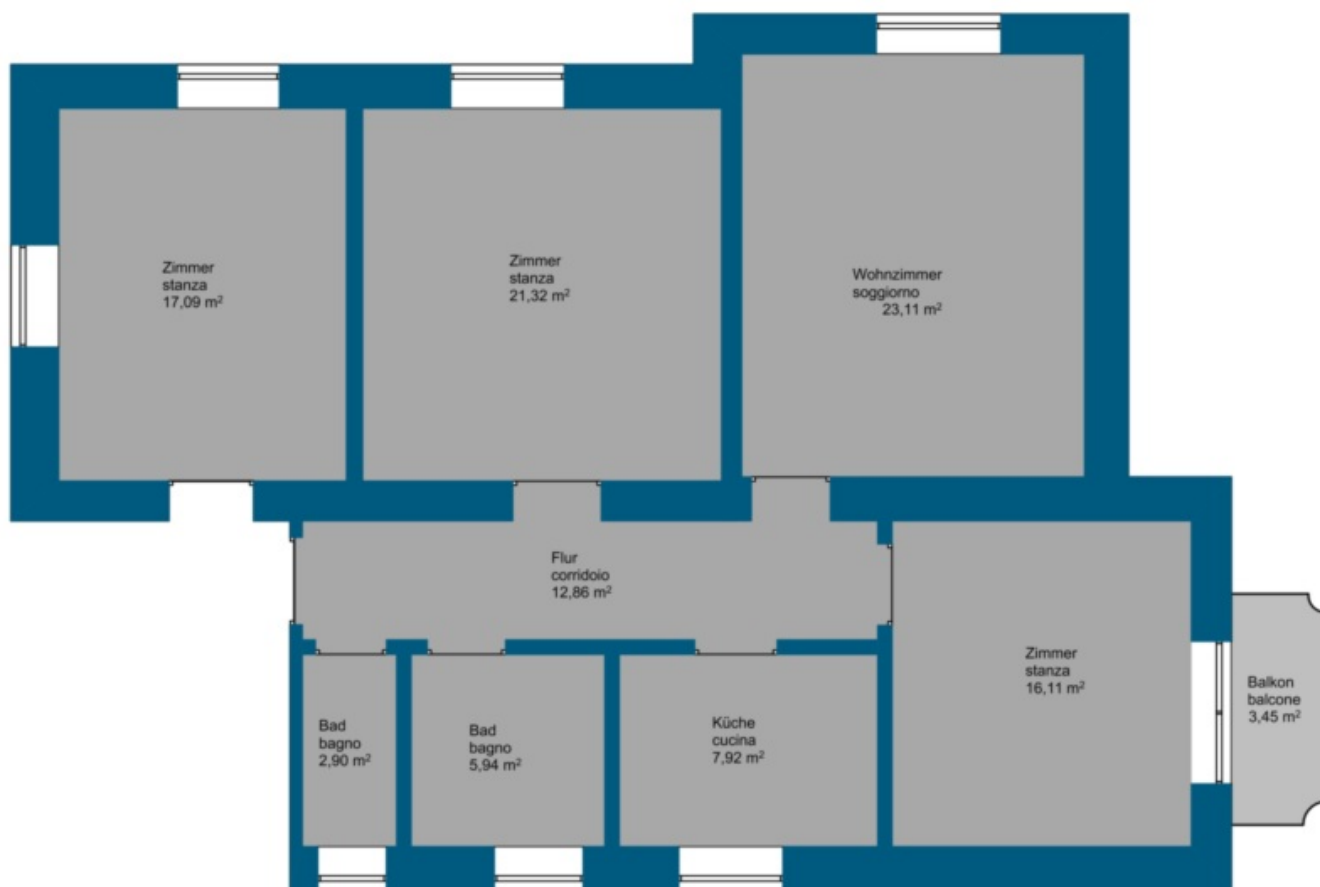 Zimmer
stanza
17,09 m²
Zimmer
stanza
21,32 m²
Wohnzimmer
soggiorno
23,11 m²
Flur
corridoio
12,86 m²
Zimmer
stanza
16,11 m²
Balkon
balcone
3,45 m²
Bad
bagno
2,90 m²
Bad
bagno
5,94 m²
Küche
cucina
7,92 m²